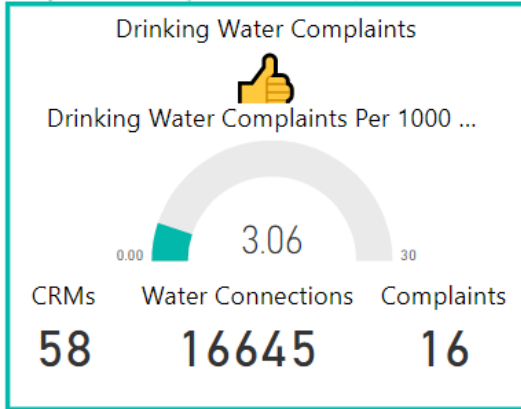 Drinking Water Complaints
Drinking Water Complaints Per 1000 ...
3.06
0.00 30
CRMs Water Connections Complaints
58 16645 16